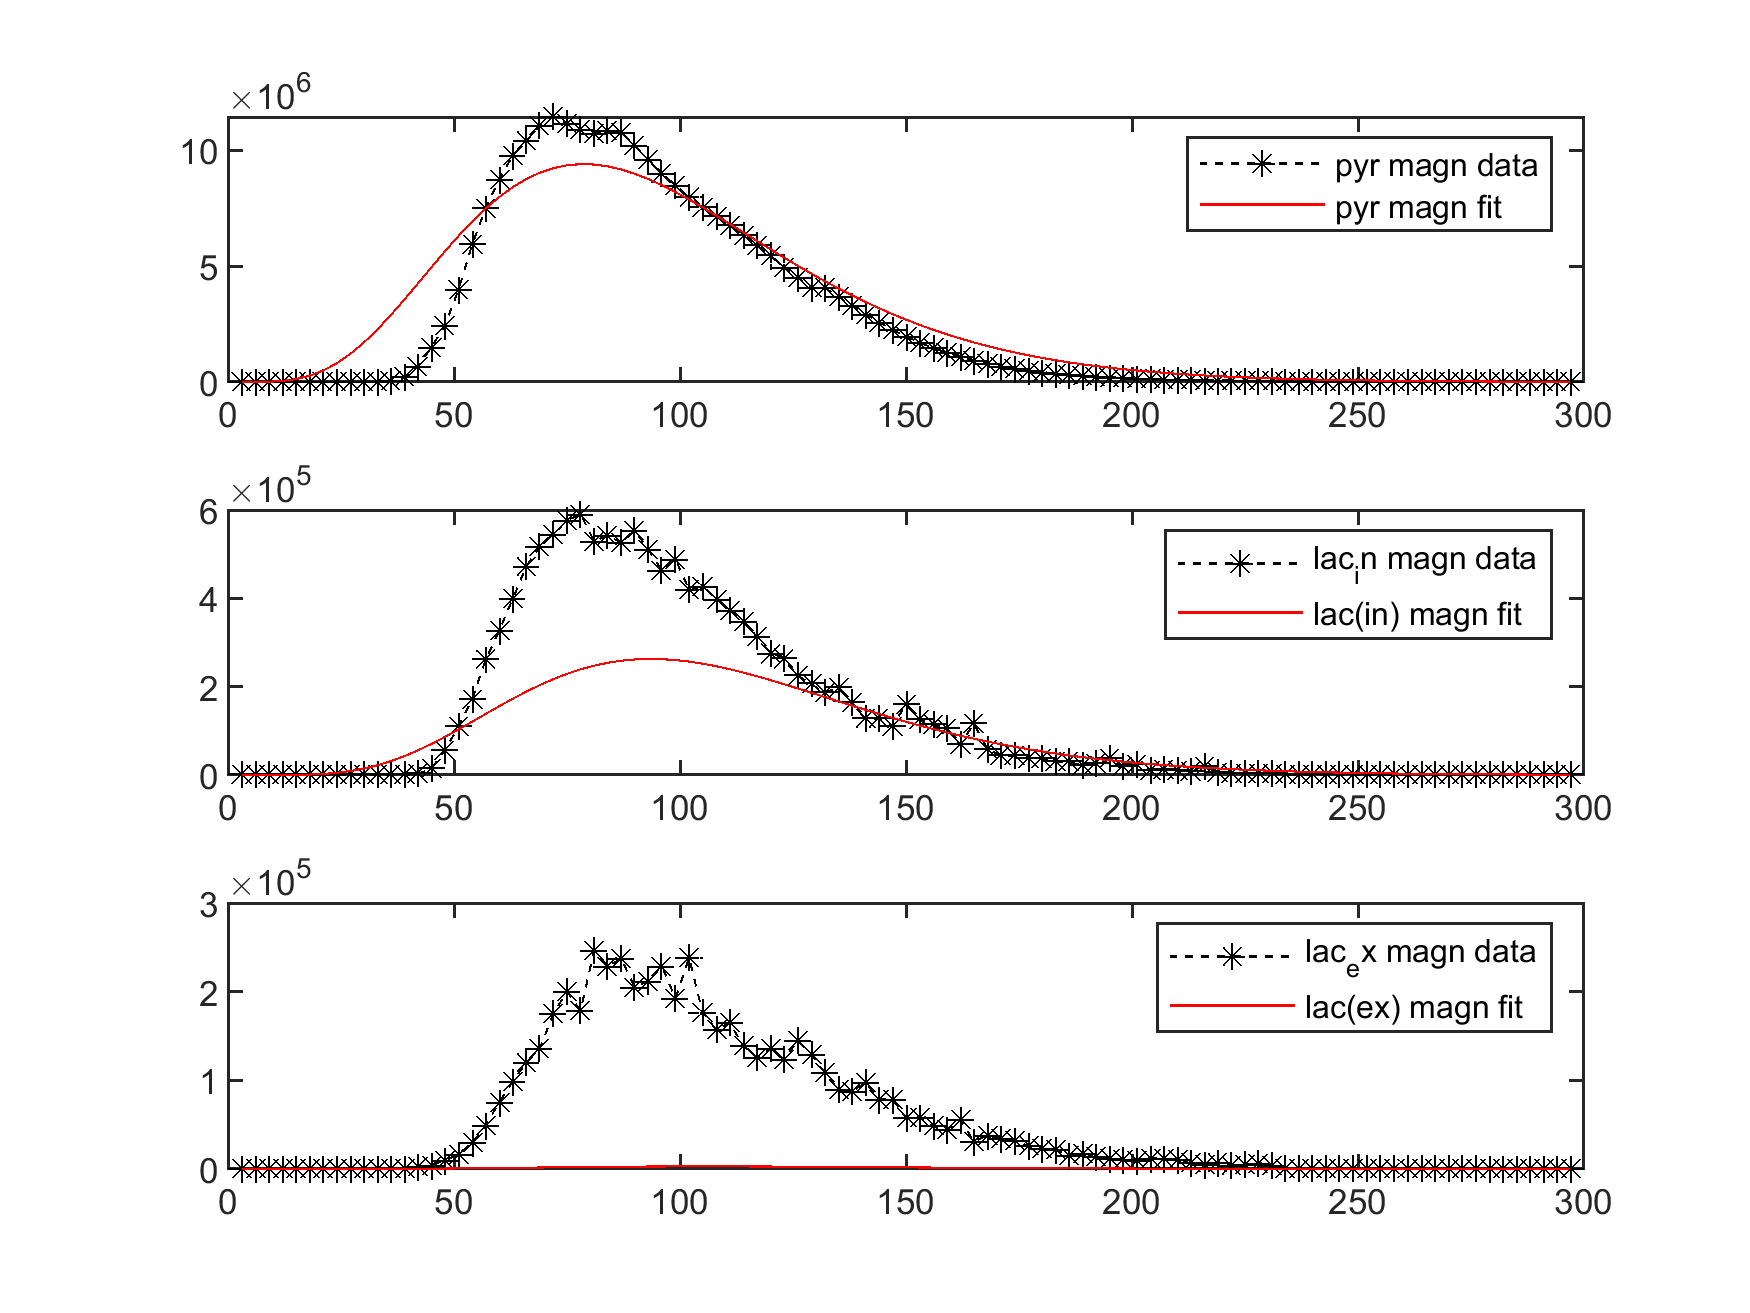 ×10^6
10
5
0
0 50 100 150 200 250 300
pyr magn data
pyr magn fit
×10^5
6
4
2
0
0 50 100 150 200 250 300
lac_in magn data
lac(in) magn fit
×10^5
3
2
1
0
0 50 100 150 200 250 300
lac_ex magn data
lac(ex) magn fit